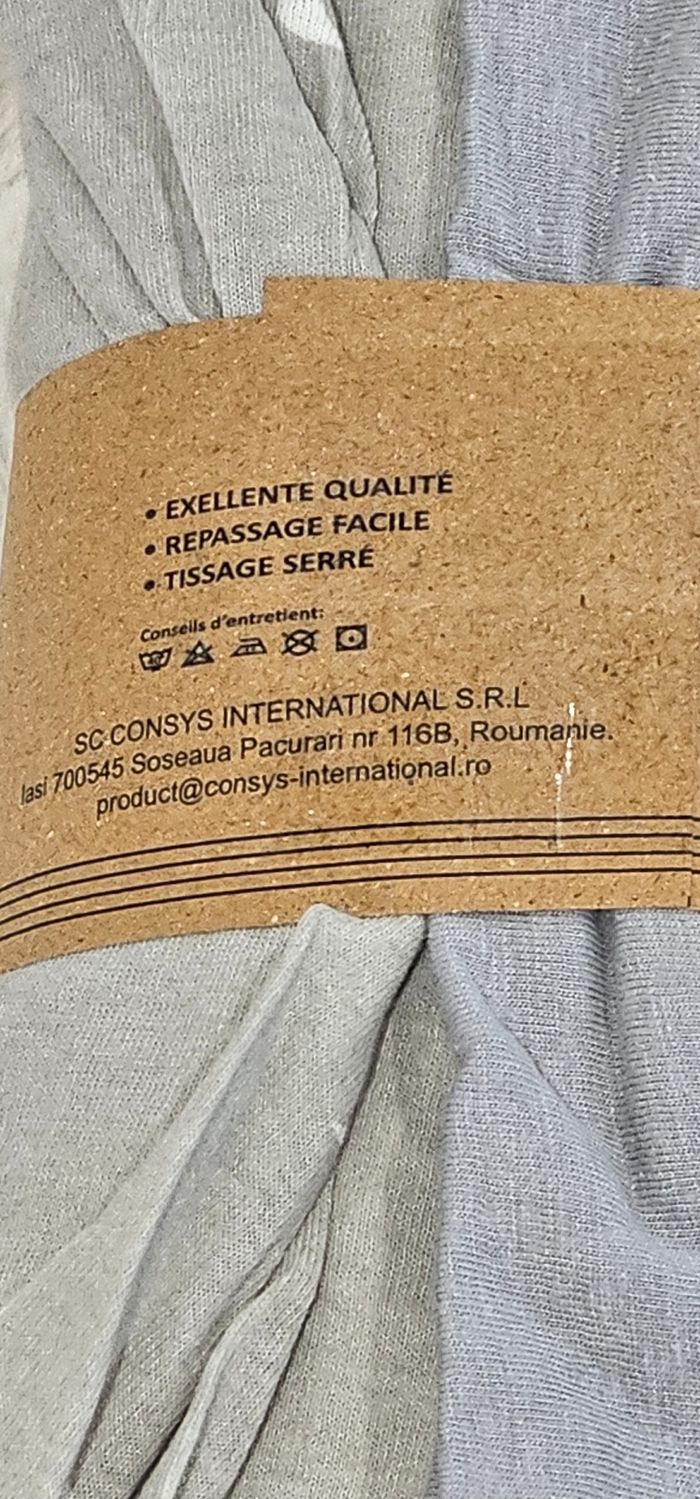 • EXELLENTE QUALITÉ
• REPASSAGE FACILE
• TISSAGE SERRÉ
Conseils d'entretient:
SC CONSYS INTERNATIONAL S.R.L
Iasi 700545 Soseaua Pacurari nr 116B, Roumanie.
product@consys-international.ro